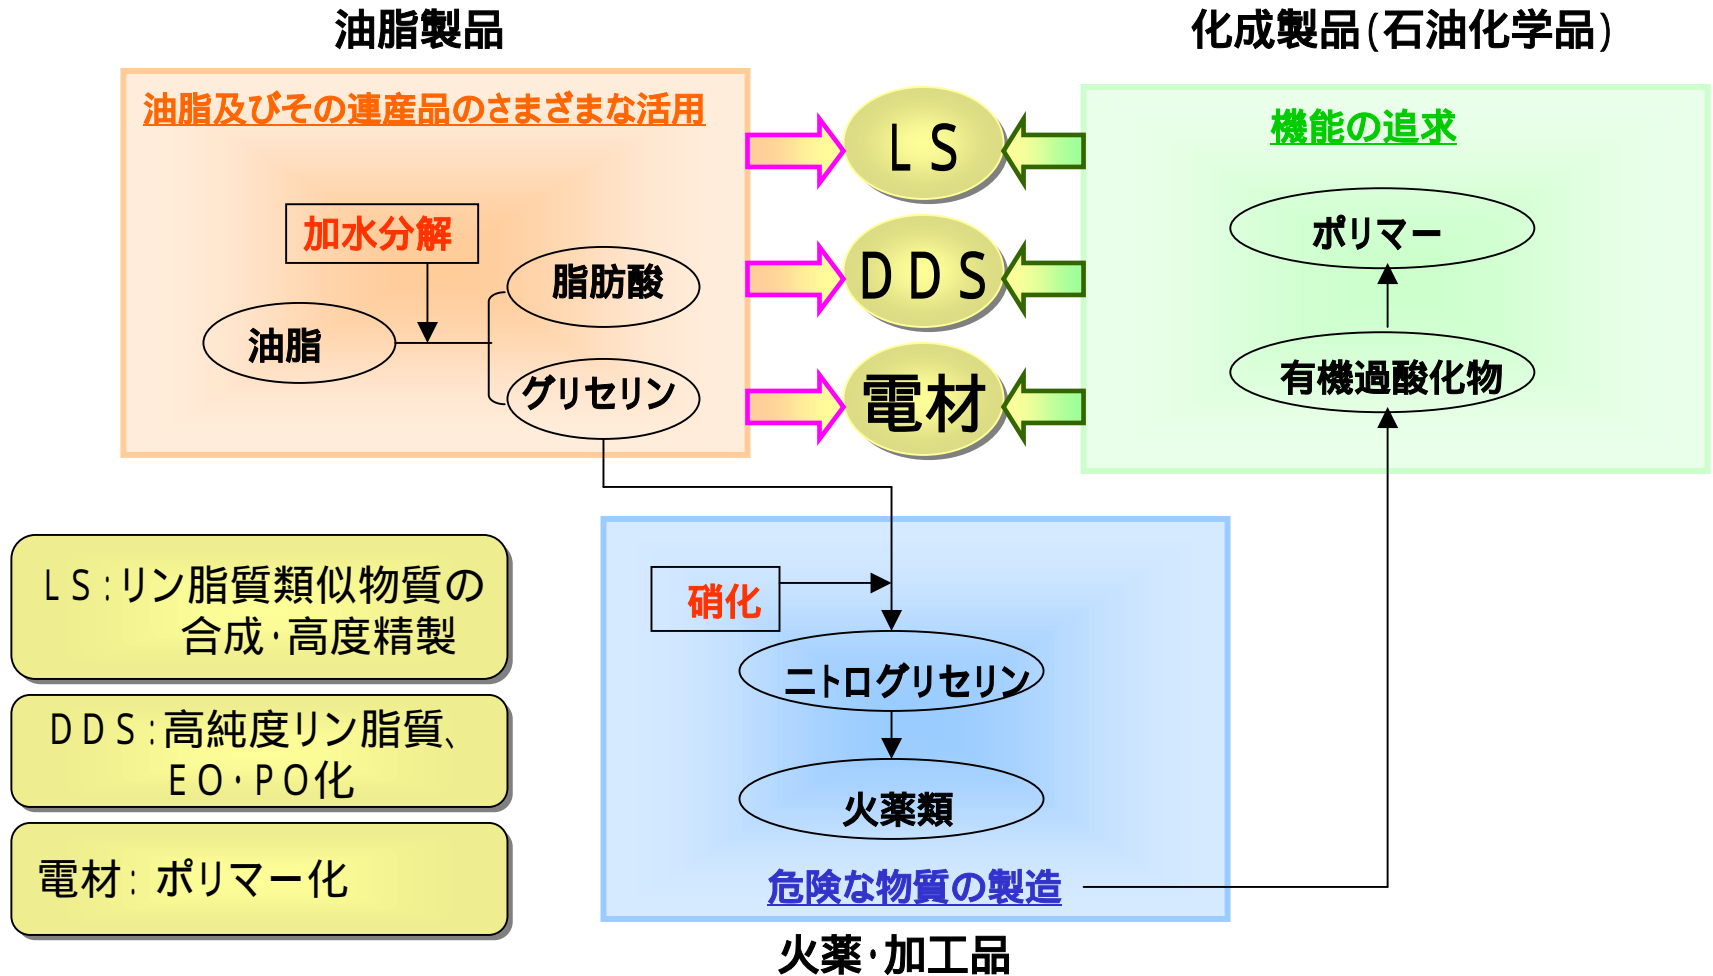 油脂製品
化成製品(石油化学品)
油脂及びその連産品のさまざまな活用
機能の追求
LS
加水分解
ポリマー
DDS
脂肪酸
油脂
グリセリン
電材
有機過酸化物
LS:リン脂質類似物質の
合成・高度精製
硝化
ニトログリセリン
DDS:高純度リン脂質、
EO・PO化
火薬類
電材: ポリマー化
危険な物質の製造
火薬・加工品